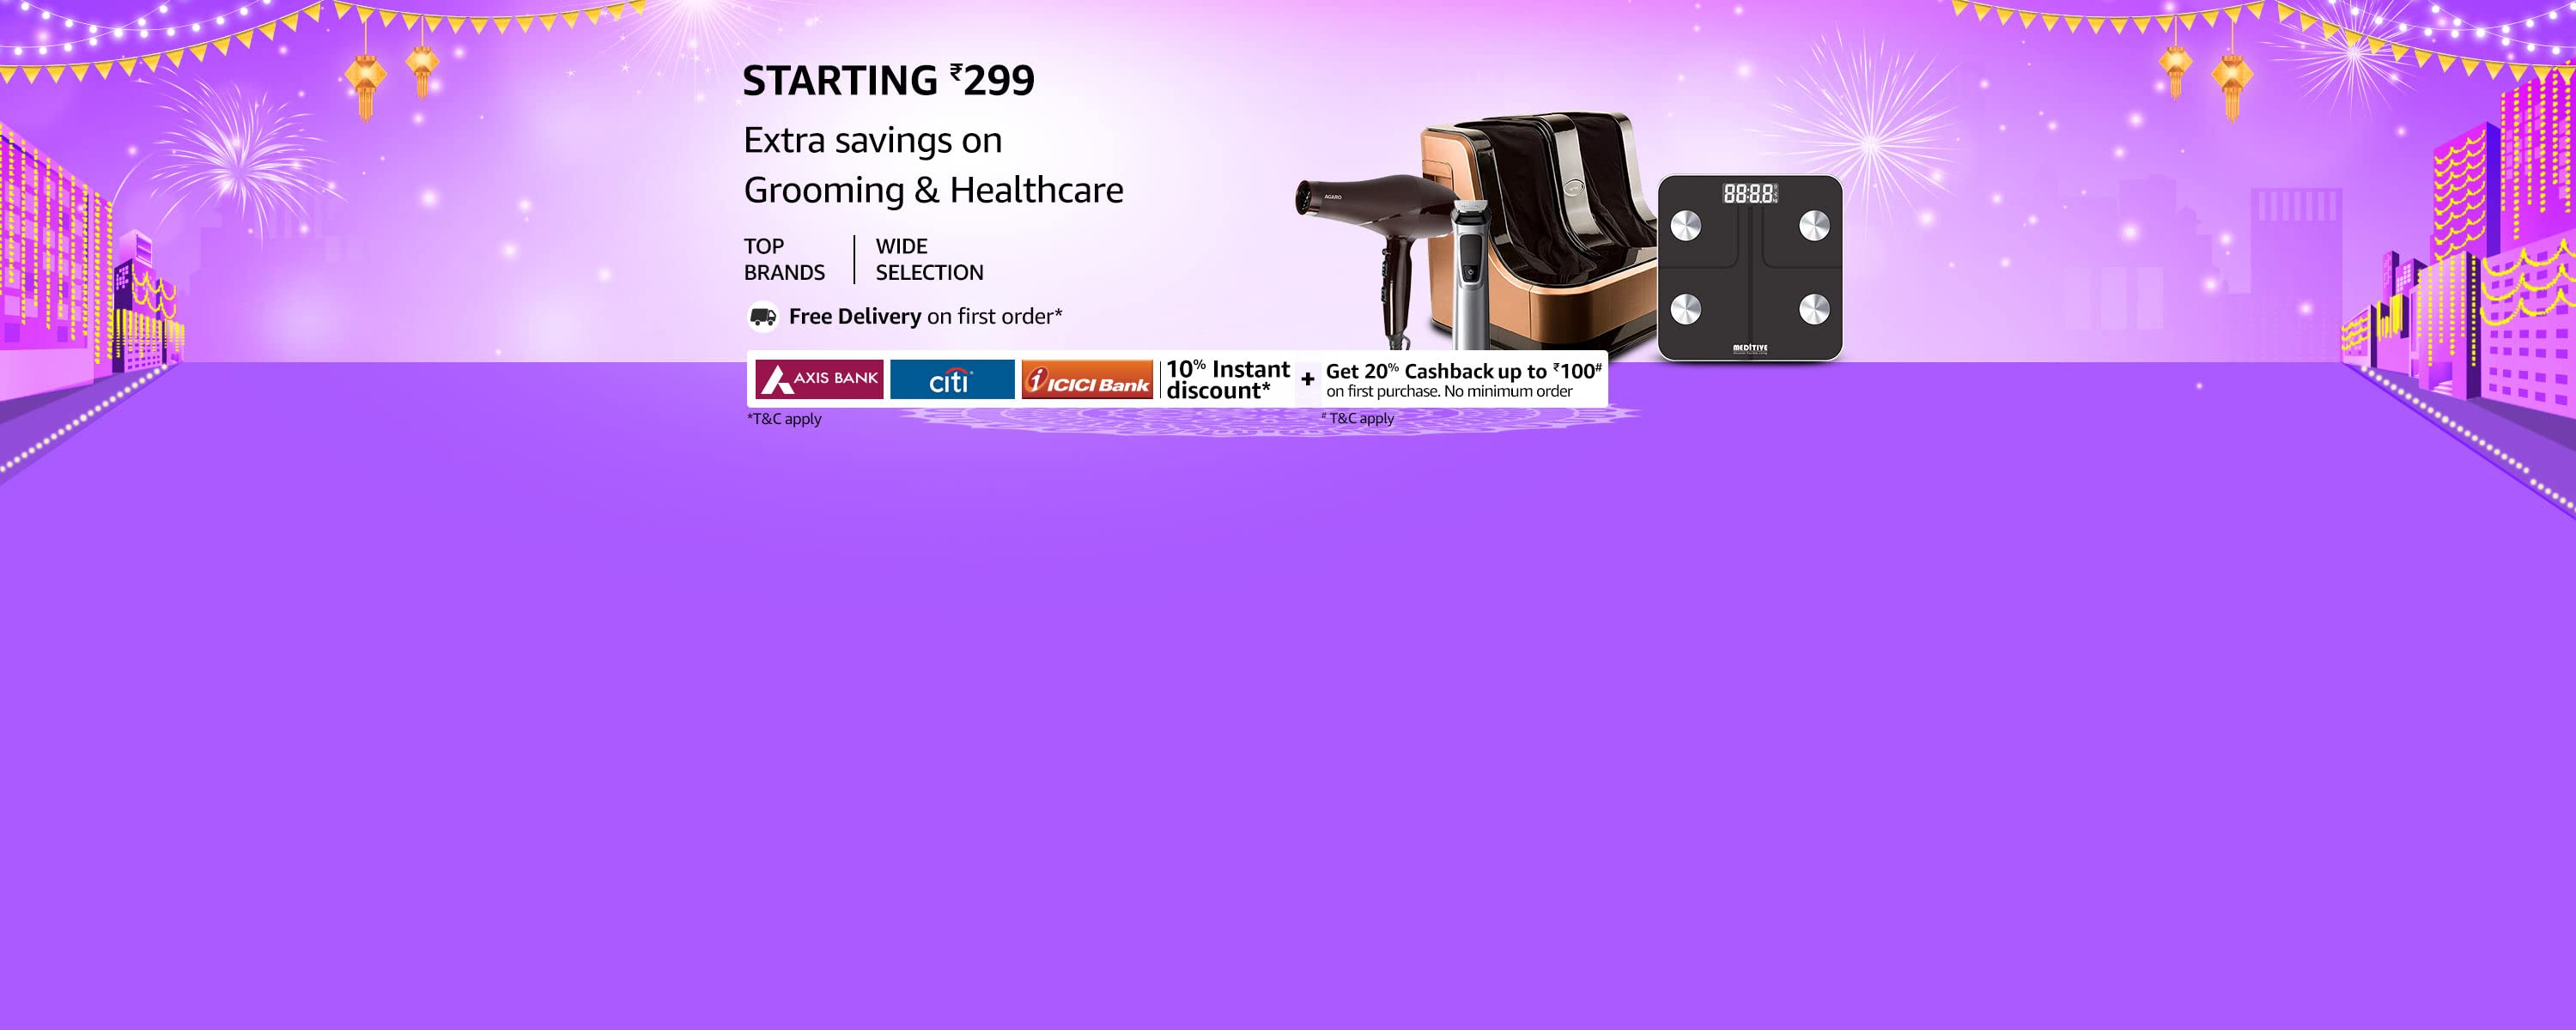 STARTING ₹299
Extra savings on
Grooming & Healthcare
TOP
BRANDS
WIDE
SELECTION
Free Delivery on first order*
AXIS BANK
citi
ICICI Bank
10% Instant
discount*
+
Get 20% Cashback up to ₹100#
on first purchase. No minimum order
*T&C apply
# T&C apply
AGARO
88:88
MEDITIVE